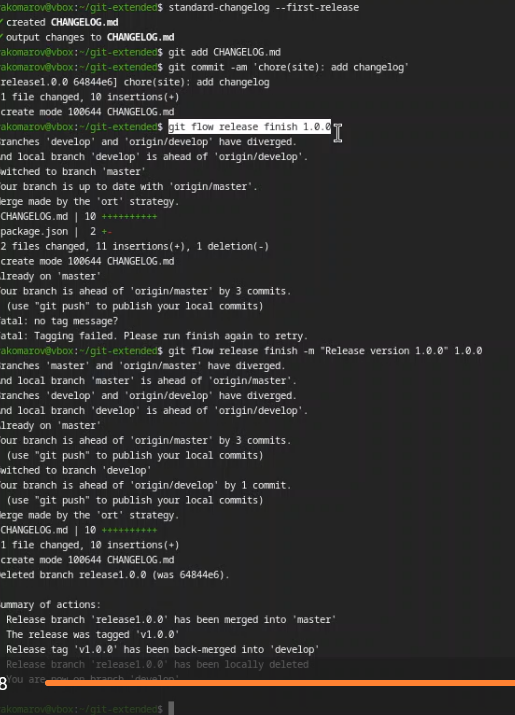 akomarov@vbox:~/git-extended$ standard-changelog --first-release
✓ created CHANGELOG.md
✓ output changes to CHANGELOG.md
akomarov@vbox:~/git-extended$ git add CHANGELOG.md
akomarov@vbox:~/git-extended$ git commit -am 'chore(site): add changelog'
release1.0.0 64844e6] chore(site): add changelog
1 file changed, 10 insertions(+)
create mode 100644 CHANGELOG.md
akomarov@vbox:~/git-extended$ git flow release finish 1.0.0
ranches 'develop' and 'origin/develop' have diverged.
nd local branch 'develop' is ahead of 'origin/develop'.
witched to branch 'master'
our branch is up to date with 'origin/master'.
erge made by the 'ort' strategy.
CHANGELOG.md | 10 ++++++++++
package.json |  2 +-
2 files changed, 11 insertions(+), 1 deletion(-)
create mode 100644 CHANGELOG.md
Already on 'master'
our branch is ahead of 'origin/master' by 3 commits.
(use "git push" to publish your local commits)
atal: no tag message?
atal: Tagging failed. Please run finish again to retry.
akomarov@vbox:~/git-extended$ git flow release finish -m "Release version 1.0.0" 1.0.0
ranches 'master' and 'origin/master' have diverged.
nd local branch 'master' is ahead of 'origin/master'.
ranches 'develop' and 'origin/develop' have diverged.
nd local branch 'develop' is ahead of 'origin/develop'.
lready on 'master'
our branch is ahead of 'origin/master' by 3 commits.
(use "git push" to publish your local commits)
witched to branch 'develop'
our branch is ahead of 'origin/develop' by 1 commit.
(use "git push" to publish your local commits)
erge made by the 'ort' strategy.
CHANGELOG.md | 10 ++++++++++
1 file changed, 10 insertions(+)
create mode 100644 CHANGELOG.md
eleted branch release1.0.0 (was 64844e6).
ummary of actions:
Release branch 'release1.0.0' has been merged into 'master'
The release was tagged 'v1.0.0'
Release tag 'v1.0.0' has been back-merged into 'develop'
Release branch 'release1.0.0' has been locally deleted
You are now on branch 'develop'
8
akomarov@vbox:~/git-extended$